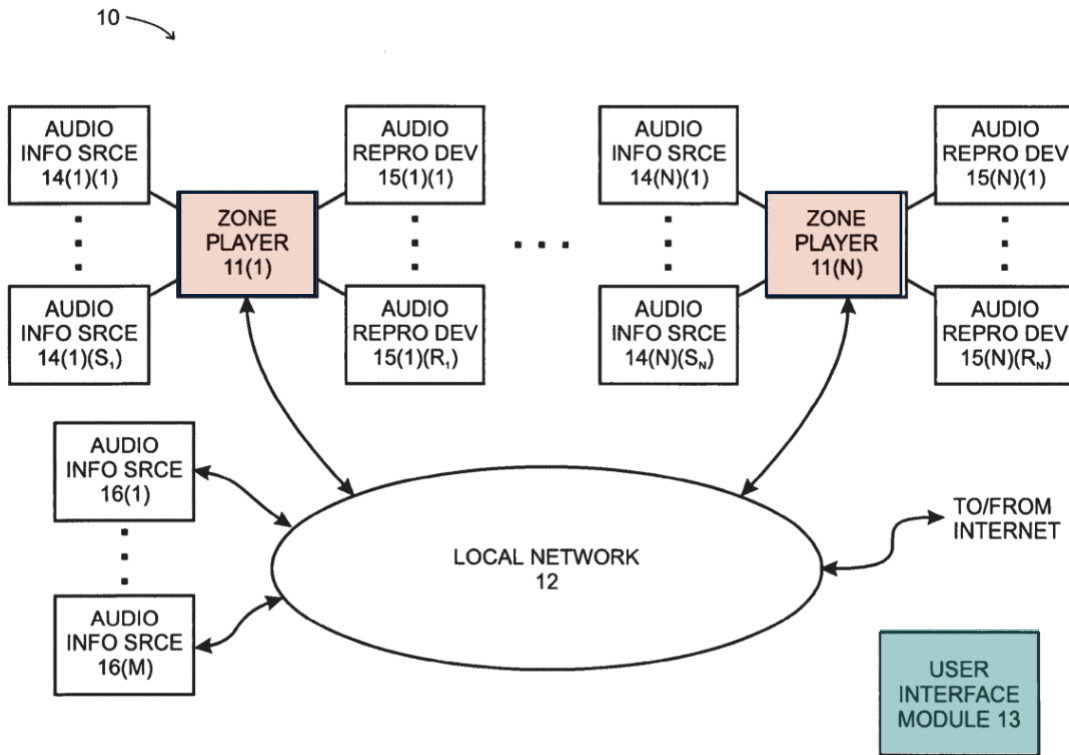 10
AUDIO
INFO SRCE
14(1)(1)
AUDIO
REPRO DEV
15(1)(1)
AUDIO
INFO SRCE
14(N)(1)
AUDIO
REPRO DEV
15(N)(1)
ZONE
PLAYER
11(1)
ZONE
PLAYER
11(N)
AUDIO
INFO SRCE
14(1)(S₁)
AUDIO
REPRO DEV
15(1)(R₁)
AUDIO
INFO SRCE
14(N)(S_N)
AUDIO
REPRO DEV
15(N)(R_N)
AUDIO
INFO SRCE
16(1)
AUDIO
INFO SRCE
16(M)
LOCAL NETWORK
12
TO/FROM
INTERNET
USER
INTERFACE
MODULE 13